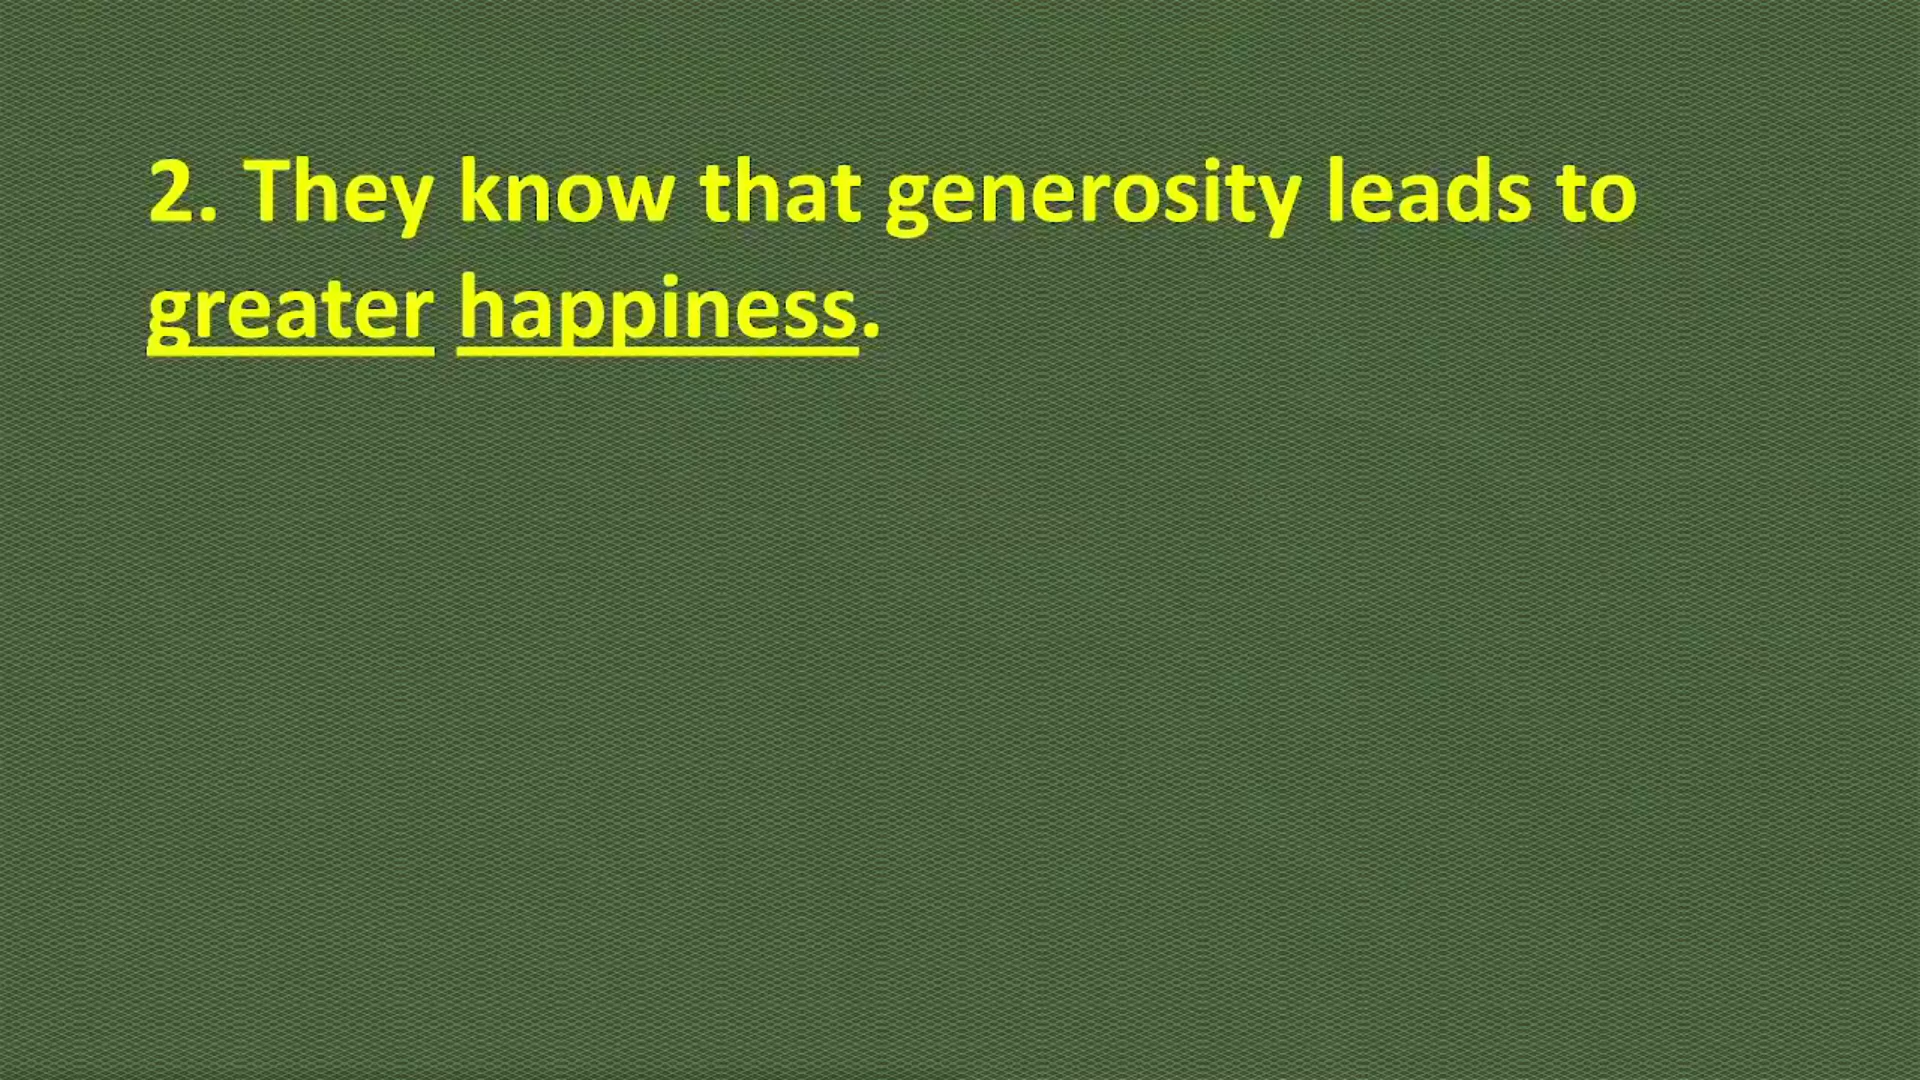 2. They know that generosity leads to
greater happiness.